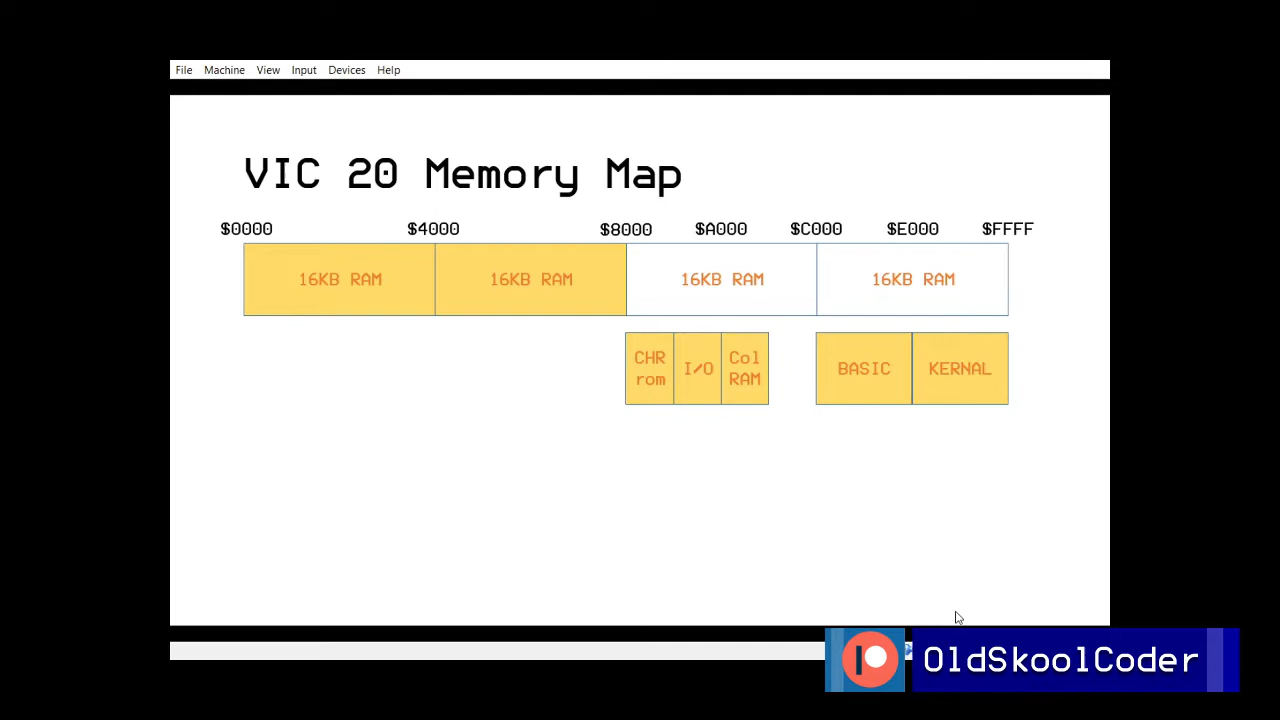 File Machine View Input Devices Help
VIC 20 Memory Map
$0000 $4000 $8000 $A000 $C000 $E000 $FFFF
16KB RAM 16KB RAM 16KB RAM 16KB RAM
CHR rom I/O Col RAM BASIC KERNAL
OldSkoolCoder